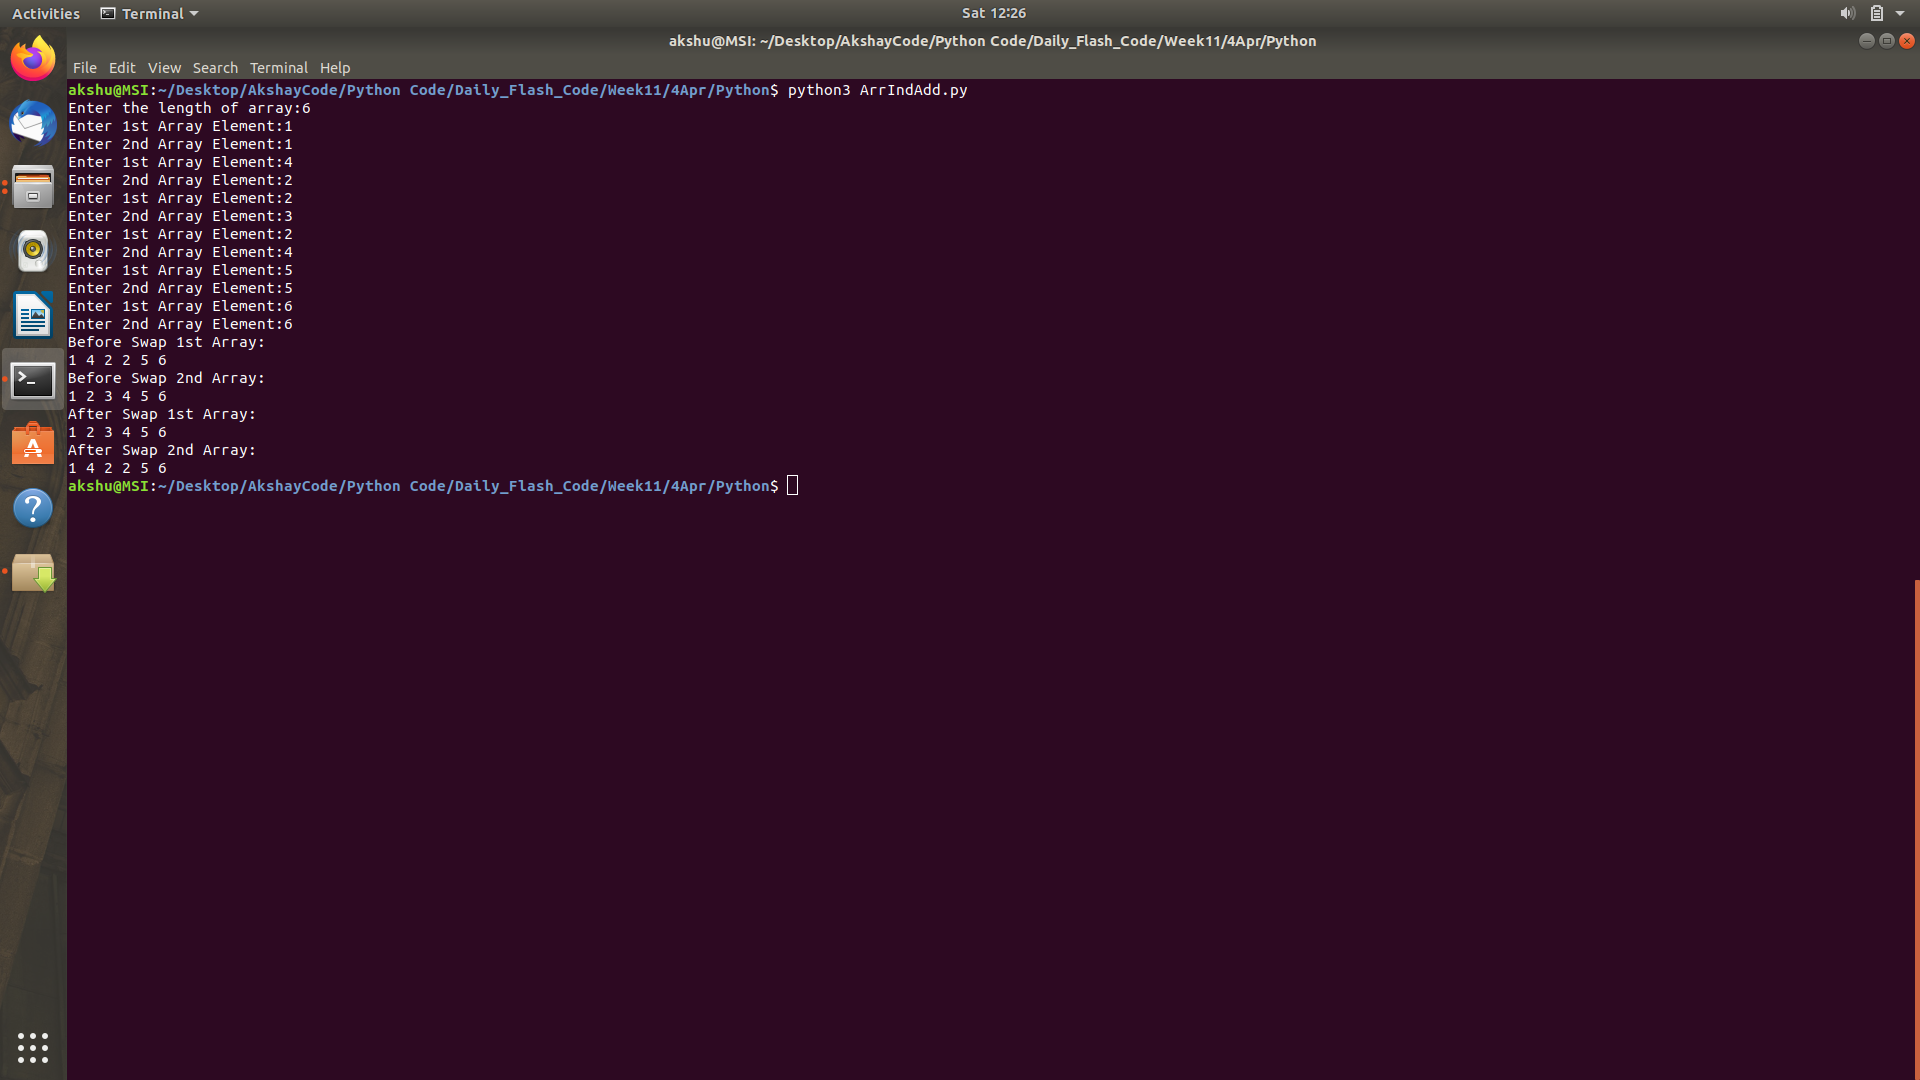 Activities Terminal Sat 12:26
akshu@MSI: ~/Desktop/AkshayCode/Python Code/Daily_Flash_Code/Week11/4Apr/Python
File Edit View Search Terminal Help
akshu@MSI:~/Desktop/AkshayCode/Python Code/Daily_Flash_Code/Week11/4Apr/Python$ python3 ArrIndAdd.py
Enter the length of array:6
Enter 1st Array Element:1
Enter 2nd Array Element:1
Enter 1st Array Element:4
Enter 2nd Array Element:2
Enter 1st Array Element:2
Enter 2nd Array Element:3
Enter 1st Array Element:2
Enter 2nd Array Element:4
Enter 1st Array Element:5
Enter 2nd Array Element:5
Enter 1st Array Element:6
Enter 2nd Array Element:6
Before Swap 1st Array:
1 4 2 2 5 6
Before Swap 2nd Array:
1 2 3 4 5 6
After Swap 1st Array:
1 2 3 4 5 6
After Swap 2nd Array:
1 4 2 2 5 6
akshu@MSI:~/Desktop/AkshayCode/Python Code/Daily_Flash_Code/Week11/4Apr/Python$